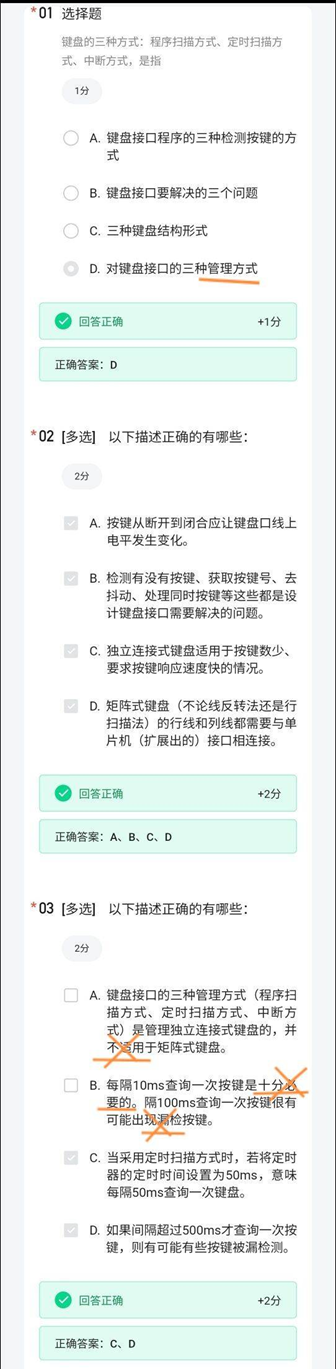 *01 选择题
键盘的三种方式：程序扫描方式、定时扫描方
式、中断方式，是指
1分
A. 键盘接口程序的三种检测按键的方
式
B. 键盘接口要解决的三个问题
C. 三种键盘结构形式
D. 对键盘接口的三种管理方式
回答正确 +1分
正确答案：D
*02 [多选] 以下描述正确的有哪些：
2分
A. 按键从断开到闭合应让键盘口线上
电平发生变化。
B. 检测有没有按键、获取按键号、去
抖动、处理同时按键等这些都是设
计键盘接口需要解决的问题。
C. 独立连接式键盘适用于按键数少、
要求按键响应速度快的情况。
D. 矩阵式键盘（不论线反转法还是行
扫描法）的行线和列线都需要与单
片机（扩展出的）接口相连接。
回答正确 +2分
正确答案：A、B、C、D
*03 [多选] 以下描述正确的有哪些：
2分
A. 键盘接口的三种管理方式（程序扫
描方式、定时扫描方式、中断方
式）是管理独立连接式键盘的，并
不适用于矩阵式键盘。
B. 每隔10ms查询一次按键是十分必
要的。隔100ms查询一次按键很有
可能出现漏检按键。
C. 当采用定时扫描方式时，若将定时
器的定时时间设置为50ms，意味
每隔50ms查询一次键盘。
D. 如果间隔超过500ms才查询一次按
键，则有可能有些按键被漏检测。
回答正确 +2分
正确答案：C、D